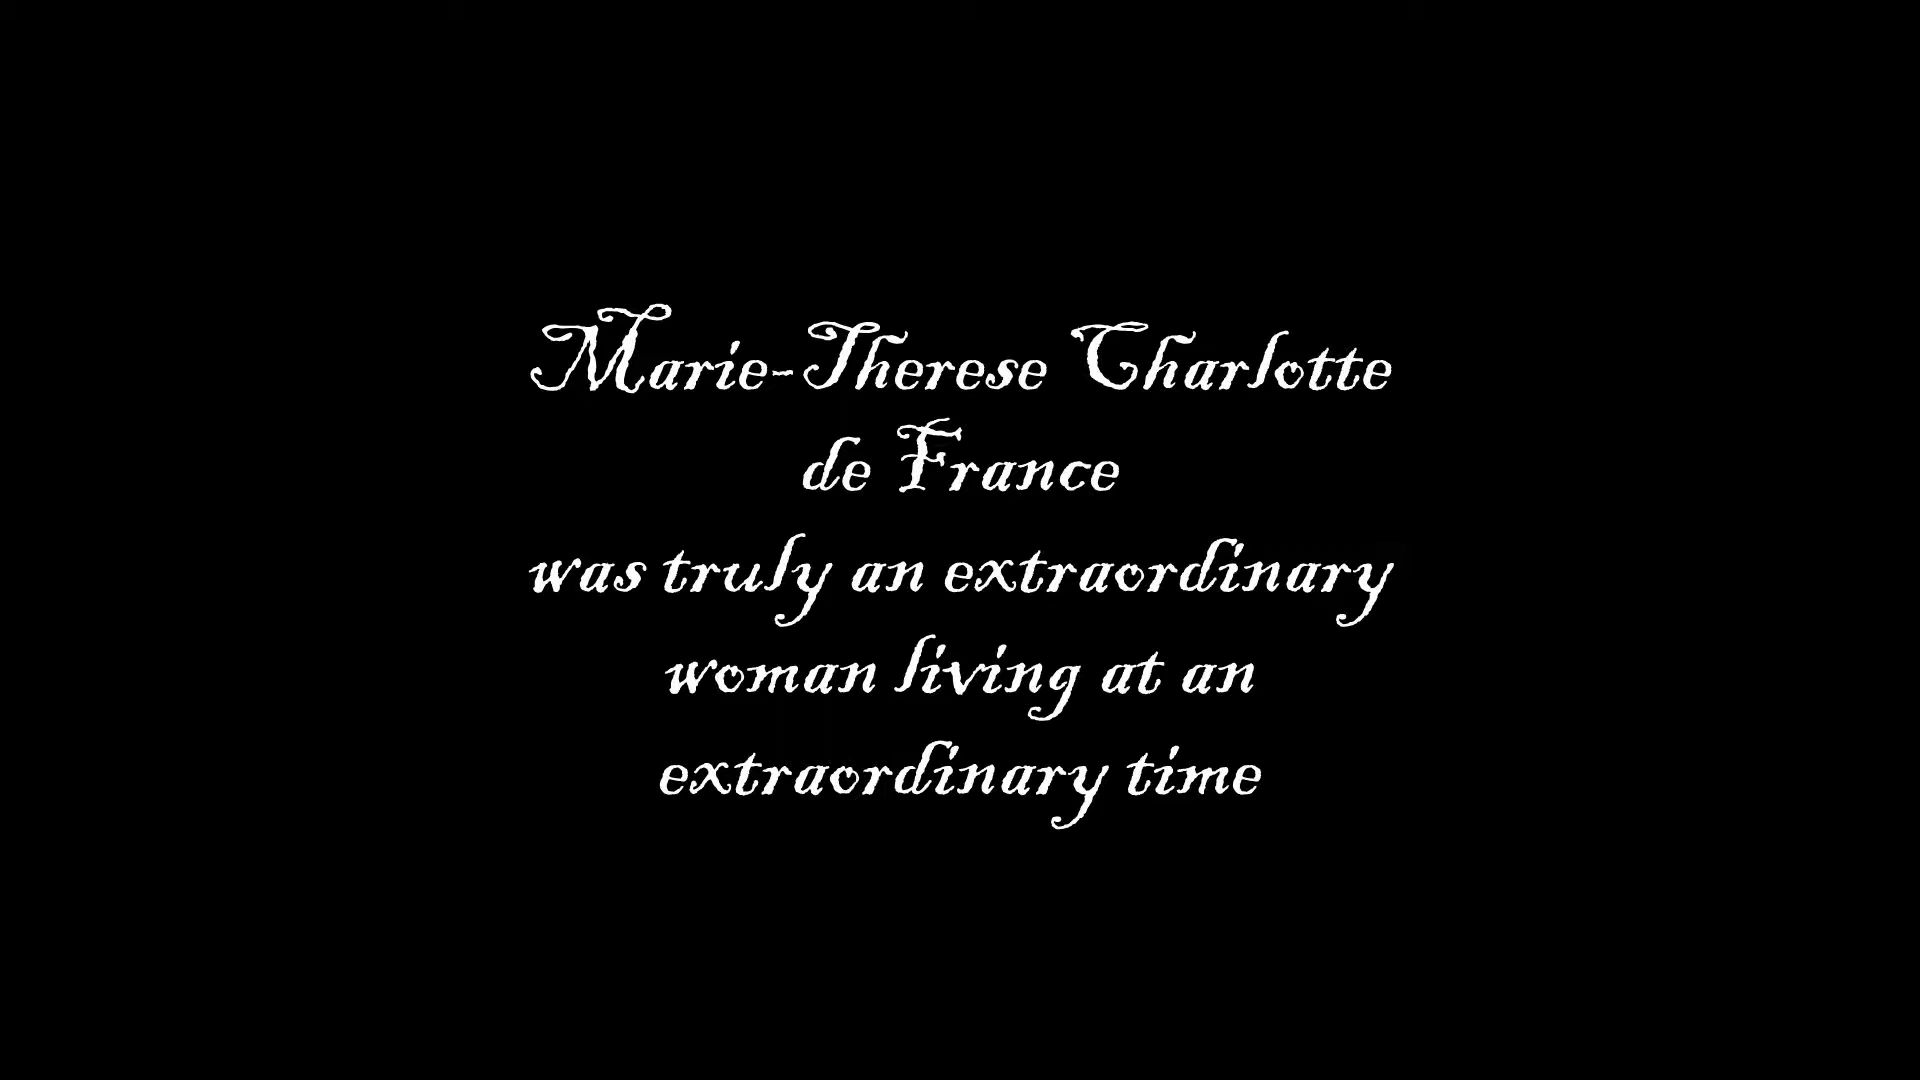 Marie-Therese Charlotte
de France
was truly an extraordinary
woman living at an
extraordinary time